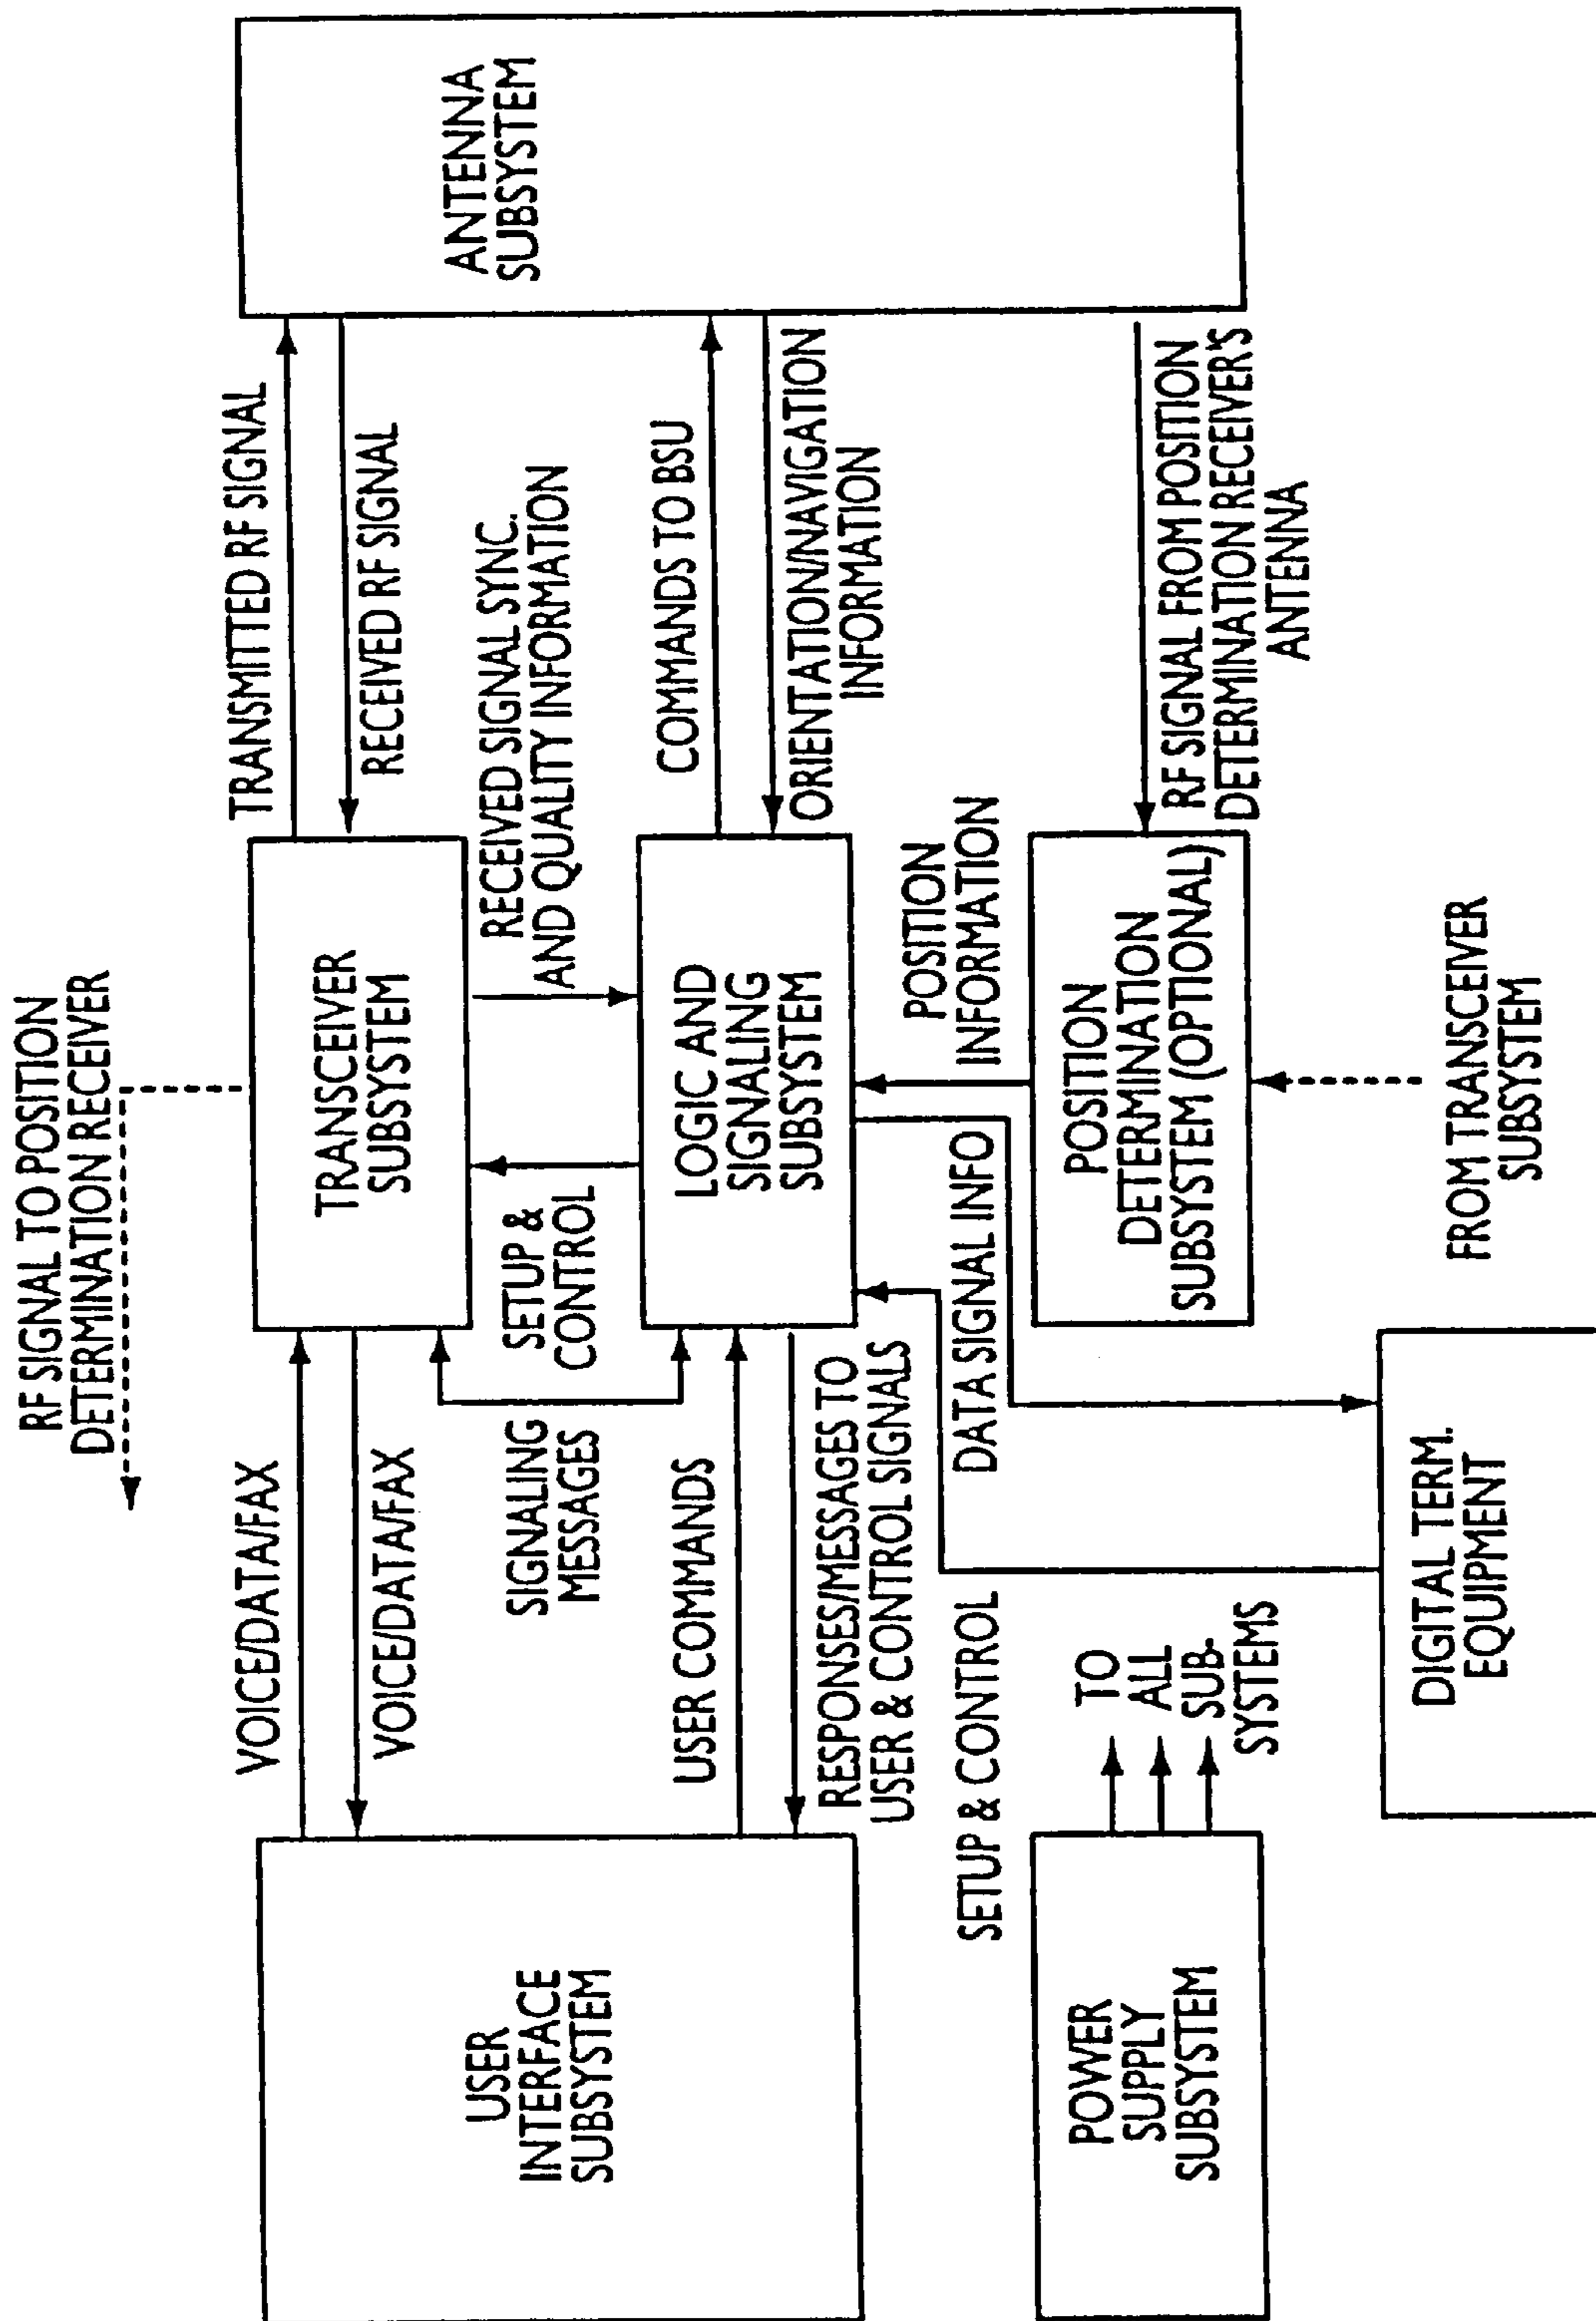 RF SIGNAL TO POSITION
DETERMINATION RECEIVER
VOICE/DATA/FAX
TRANSMITTED RF SIGNAL
TRANSCEIVER
SUBSYSTEM
VOICE/DATA/FAX
RECEIVED RF SIGNAL
USER
INTERFACE
SUBSYSTEM
SIGNALING
MESSAGES
SETUP &
CONTROL
RECEIVED SIGNAL SYNC.
AND QUALITY INFORMATION
ANTENNA
SUBSYSTEM
USER COMMANDS
LOGIC AND
SIGNALING
SUBSYSTEM
COMMANDS TO BSU
RESPONSES/MESSAGES TO
USER & CONTROL SIGNALS
ORIENTATION/NAVIGATION
INFORMATION
SETUP & CONTROL
DATA SIGNAL INFO
POSITION
INFORMATION
POWER
SUPPLY
SUBSYSTEM
TO
ALL
SUB-
SYSTEMS
POSITION
DETERMINATION
SUBSYSTEM (OPTIONAL)
RF SIGNAL FROM POSITION
DETERMINATION RECEIVER'S
ANTENNA
DIGITAL TERM.
EQUIPMENT
FROM TRANSCEIVER
SUBSYSTEM